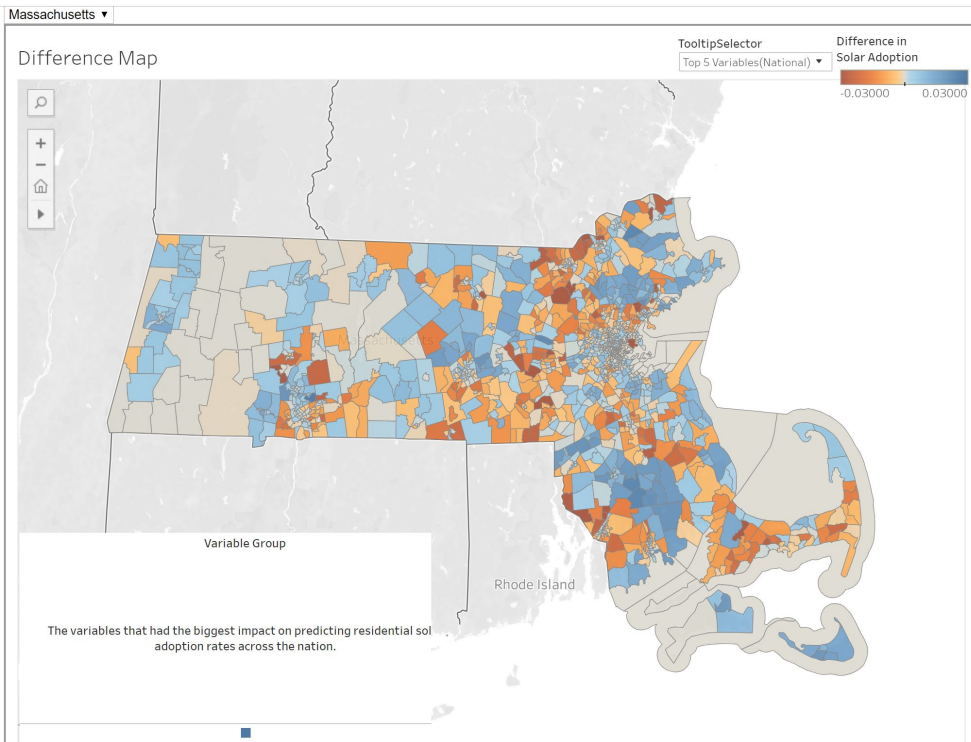 Massachusetts ▼
Difference Map
TooltipSelector
Top 5 Variables(National) ▼
Difference in
Solar Adoption
-0.03000 0.03000
Massachusetts
Rhode Island
Variable Group
The variables that had the biggest impact on predicting residential sol
adoption rates across the nation.